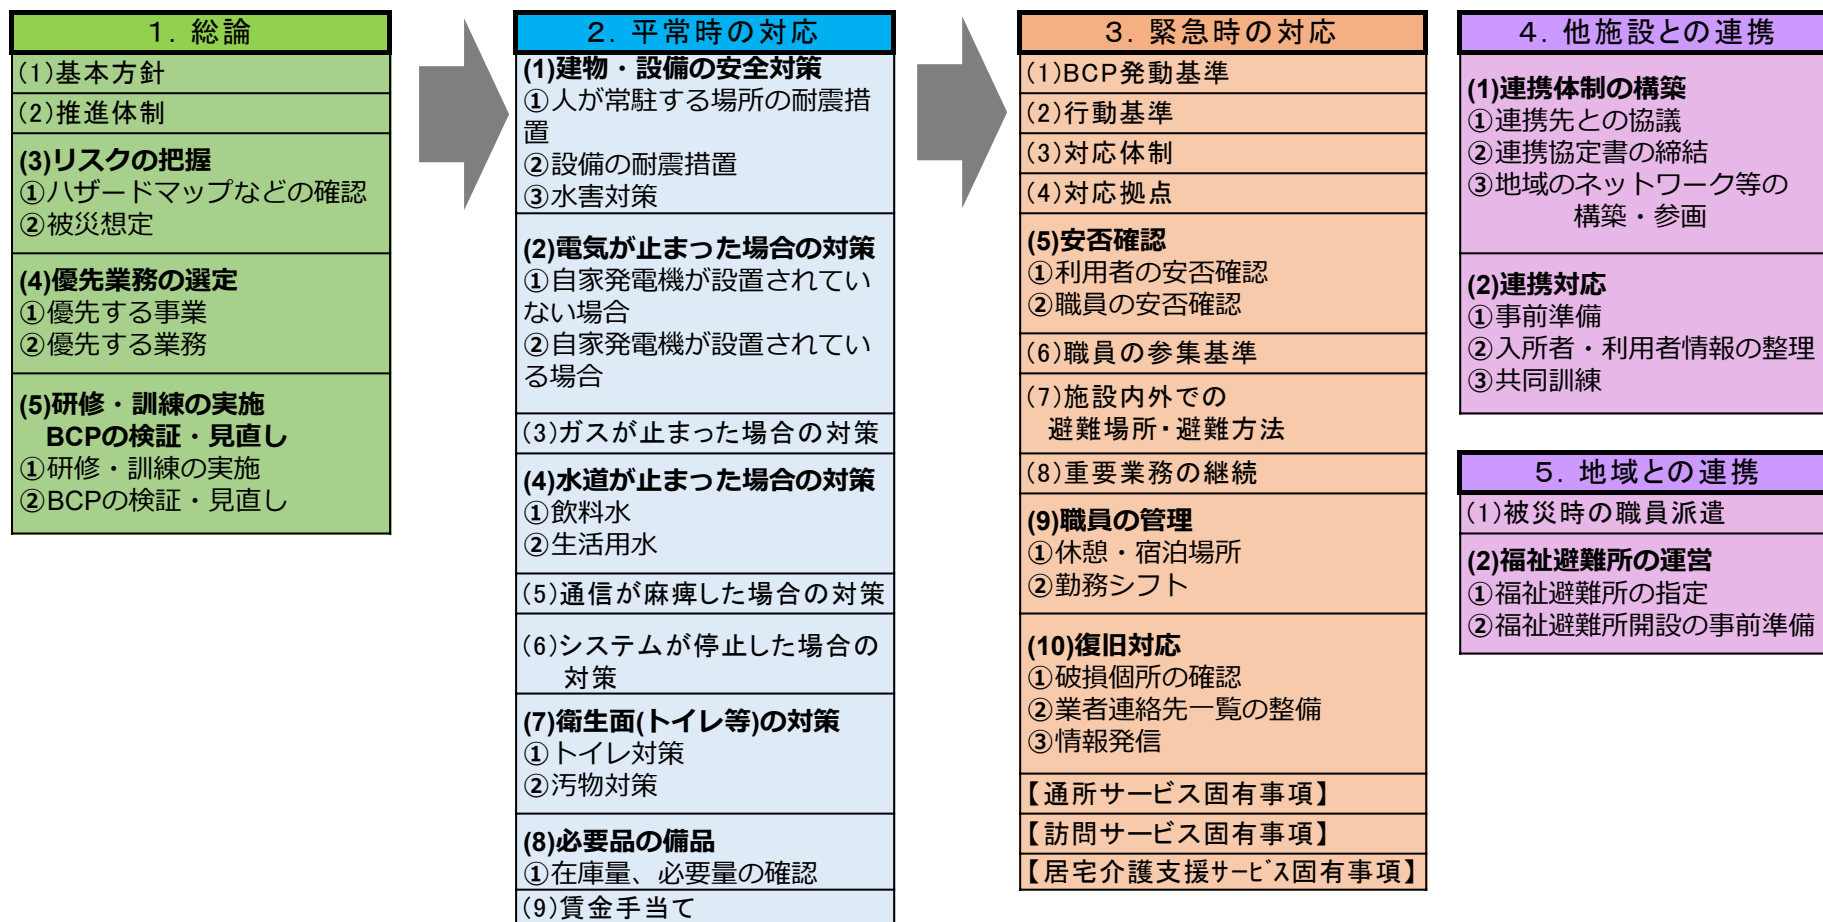 1. 総論
(1)基本方針
(2)推進体制
(3)リスクの把握
①ハザードマップなどの確認
②被災想定
(4)優先業務の選定
①優先する事業
②優先する業務
(5)研修・訓練の実施
BCPの検証・見直し
①研修・訓練の実施
②BCPの検証・見直し
2. 平常時の対応
(1)建物・設備の安全対策
①人が常駐する場所の耐震措
置
②設備の耐震措置
③水害対策
(2)電気が止まった場合の対策
①自家発電機が設置されてい
ない場合
②自家発電機が設置されてい
る場合
(3)ガスが止まった場合の対策
(4)水道が止まった場合の対策
①飲料水
②生活用水
(5)通信が麻痺した場合の対策
(6)システムが停止した場合の
対策
(7)衛生面(トイレ等)の対策
①トイレ対策
②汚物対策
(8)必要品の備品
①在庫量、必要量の確認
(9)賃金手当て
3. 緊急時の対応
(1)BCP発動基準
(2)行動基準
(3)対応体制
(4)対応拠点
(5)安否確認
①利用者の安否確認
②職員の安否確認
(6)職員の参集基準
(7)施設内外での
避難場所・避難方法
(8)重要業務の継続
(9)職員の管理
①休憩・宿泊場所
②勤務シフト
(10)復旧対応
①破損個所の確認
②業者連絡先一覧の整備
③情報発信
【通所サービス固有事項】
【訪問サービス固有事項】
【居宅介護支援サービス固有事項】
4. 他施設との連携
(1)連携体制の構築
①連携先との協議
②連携協定書の締結
③地域のネットワーク等の
構築・参画
(2)連携対応
①事前準備
②入所者・利用者情報の整理
③共同訓練
5. 地域との連携
(1)被災時の職員派遣
(2)福祉避難所の運営
①福祉避難所の指定
②福祉避難所開設の事前準備